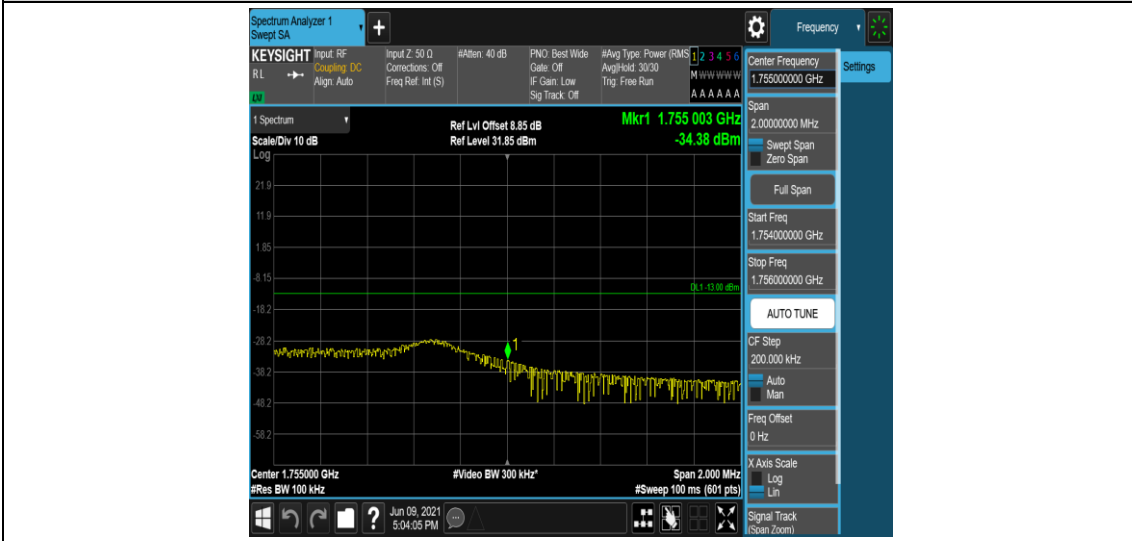 Spectrum Analyzer 1
Swept SA
+
Frequency
KEYSIGHT
RL
Input: RF
Coupling: DC
Align: Auto
Input Z: 50 Ω
Corrections: Off
Freq Ref: Int (S)
#Atten: 40 dB
PNO: Best Wide
Gate: Off
IF Gain: Low
Sig Track: Off
#Avg Type: Power (RMS
Avg|Hold: 30/30
Trig: Free Run
1 2 3 4 5 6
M W W W W W
A A A A A A
1 Spectrum
Scale/Div 10 dB
Log
Ref Lvl Offset 8.85 dB
Ref Level 31.85 dBm
Mkr1 1.755 003 GHz
-34.38 dBm
21.9
11.9
1.85
-8.15
DL1 -13.00 dBm
-18.2
-28.2
1
-38.2
-48.2
-58.2
Center 1.755000 GHz
#Res BW 100 kHz
#Video BW 300 kHz*
Span 2.000 MHz
#Sweep 100 ms (601 pts)
?
Jun 09, 2021
5:04:05 PM
Center Frequency
1.755000000 GHz
Settings
Span
2.00000000 MHz
Swept Span
Zero Span
Full Span
Start Freq
1.754000000 GHz
Stop Freq
1.756000000 GHz
AUTO TUNE
CF Step
200.000 kHz
Auto
Man
Freq Offset
0 Hz
X Axis Scale
Log
Lin
Signal Track
(Span Zoom)